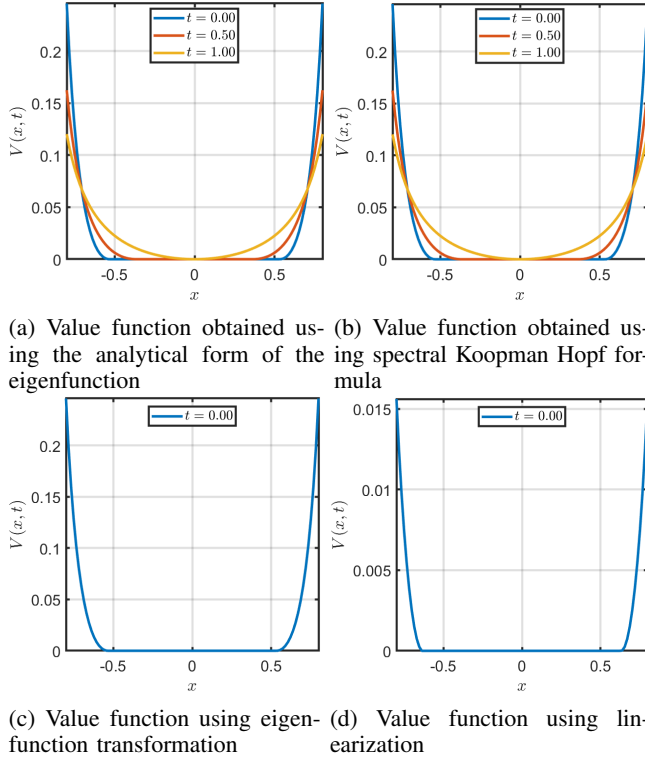 t = 0.00
t = 0.50
t = 1.00
0.2
0.15
0.1
0.05
0
-0.5
0
0.5
V(x, t)
x
t = 0.00
t = 0.50
t = 1.00
0.2
0.15
0.1
0.05
0
-0.5
0
0.5
V(x, t)
x
(a) Value function obtained us-
ing the analytical form of the
eigenfunction
(b) Value function obtained us-
ing spectral Koopman Hopf for-
mula
t = 0.00
0.2
0.15
0.1
0.05
0
-0.5
0
0.5
V(x, t)
x
t = 0.00
0.015
0.01
0.005
0
-0.5
0
0.5
V(x, t)
x
(c) Value function using eigen-
function transformation
(d) Value function using lin-
earization